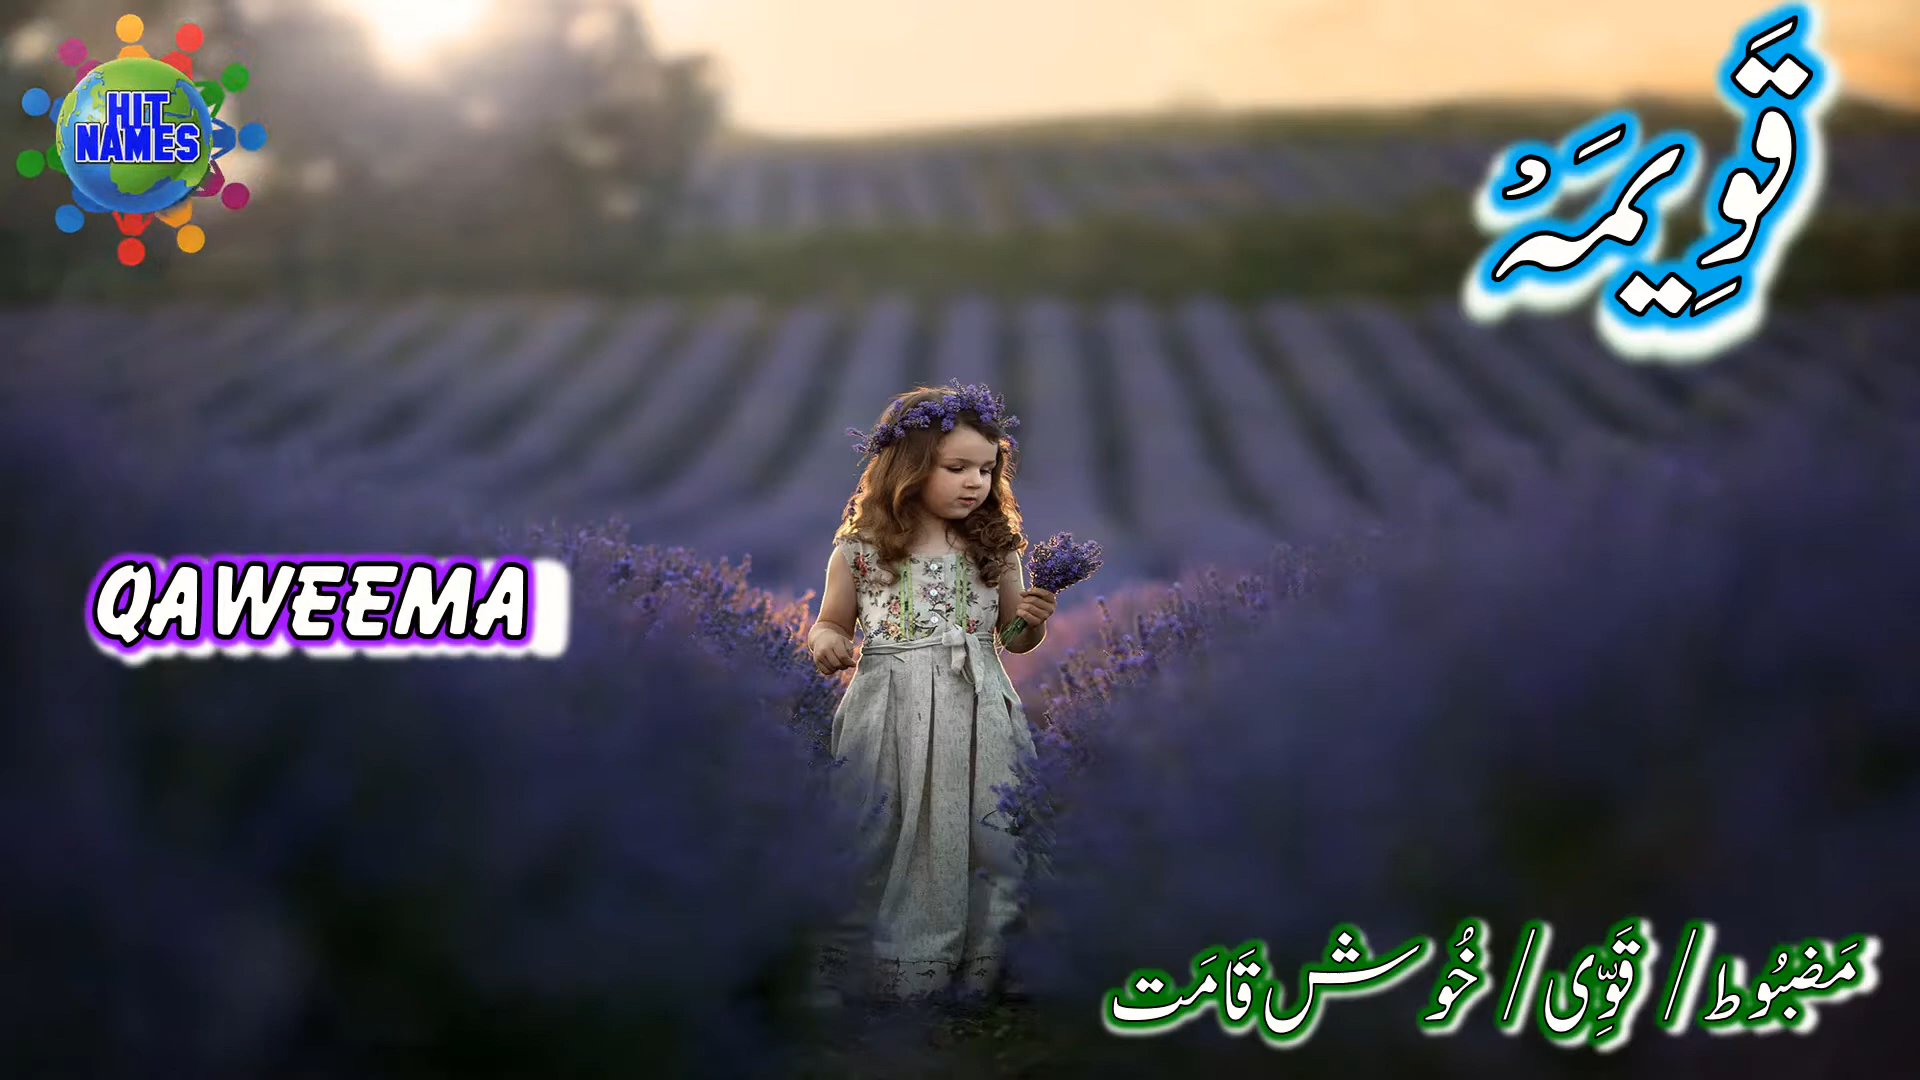 HIT
NAMES
قَوِیمَہْ
QAWEEMA
مَضبُوط / قَوِّی / خُوش قَامَت